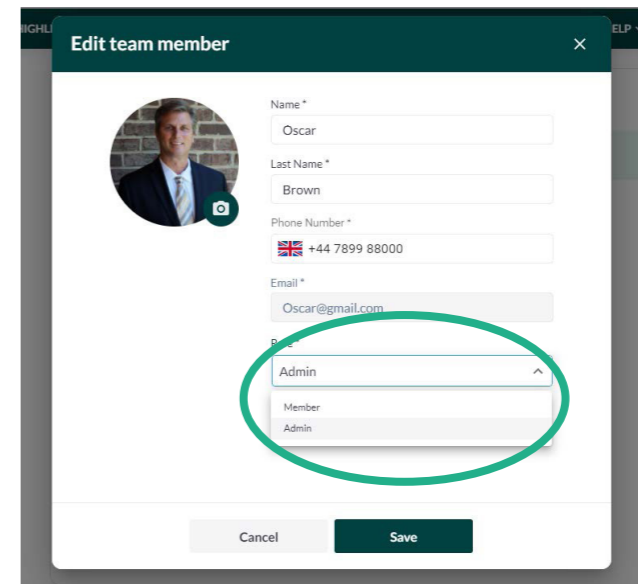 Edit team member
Name *
Oscar
Last Name *
Brown
Phone Number *
+44 7899 88000
Email *
Oscar@gmail.com
Admin
Member
Admin
Cancel
Save